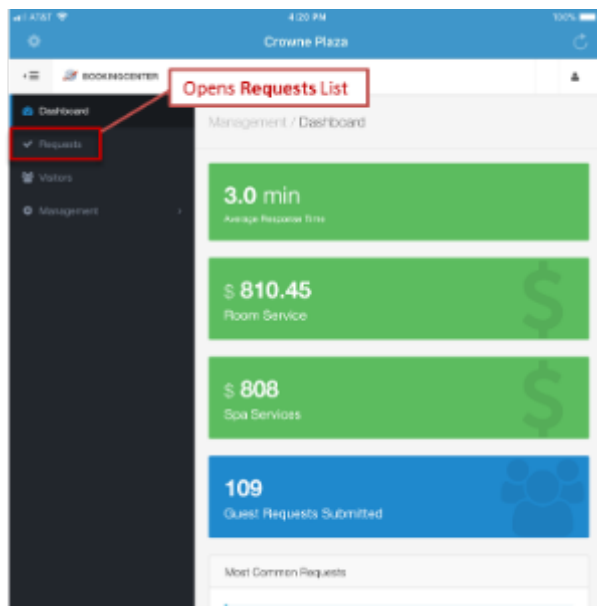 AT&T
4:20 PM
100%
Crowne Plaza
BOOKINGCENTER
Opens Requests List
Dashboard
Management / Dashboard
Requests
Visitors
Management
3.0 min
Average Response Time
$ 810.45
Room Service
$ 808
Spa Services
109
Guest Requests Submitted
Most Common Requests